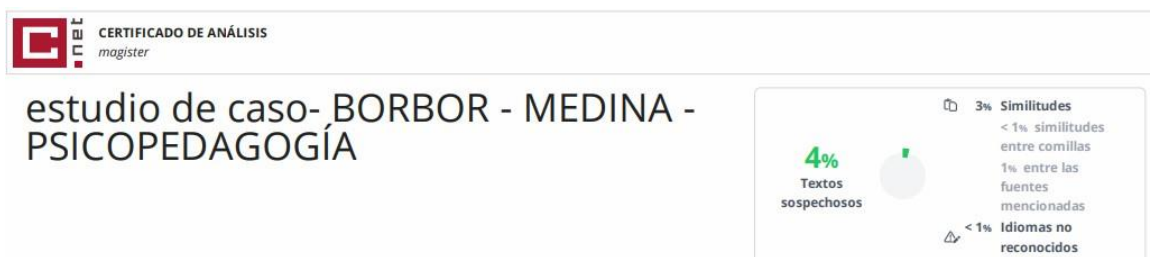 C .net
CERTIFICADO DE ANÁLISIS
magister
estudio de caso- BORBOR - MEDINA -
PSICOPEDAGOGÍA
4%
Textos
sospechosos
3% Similitudes
< 1% similitudes
entre comillas
1% entre las
fuentes
mencionadas
< 1% Idiomas no
reconocidos